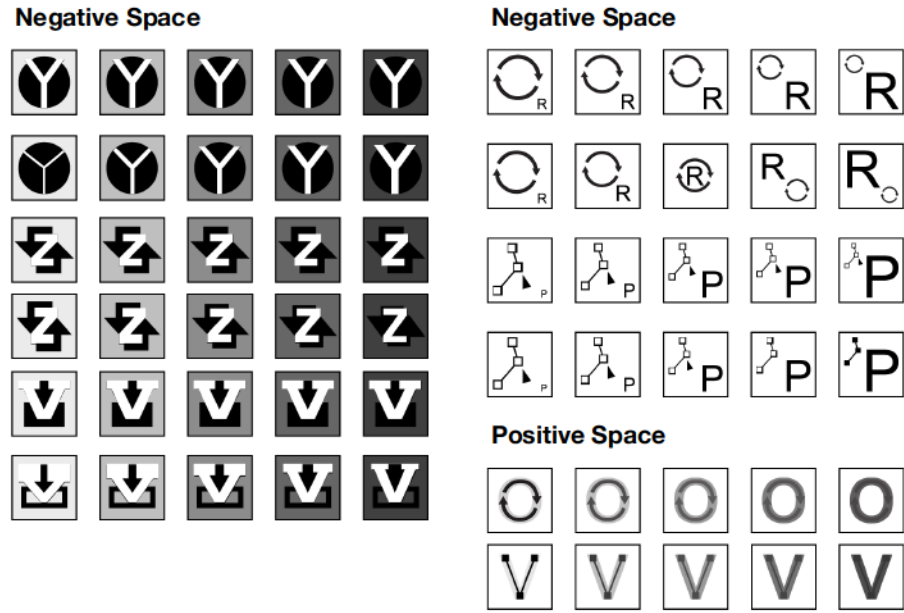 Negative Space
Y Y Y Y Y
Y Y Y Y Y
Z Z Z Z Z
Z Z Z Z Z
V V V V V
V V V V V
Negative Space
R R R R R
R R R R R
P P P P P
P P P P P
Positive Space
O O O O O
V V V V V